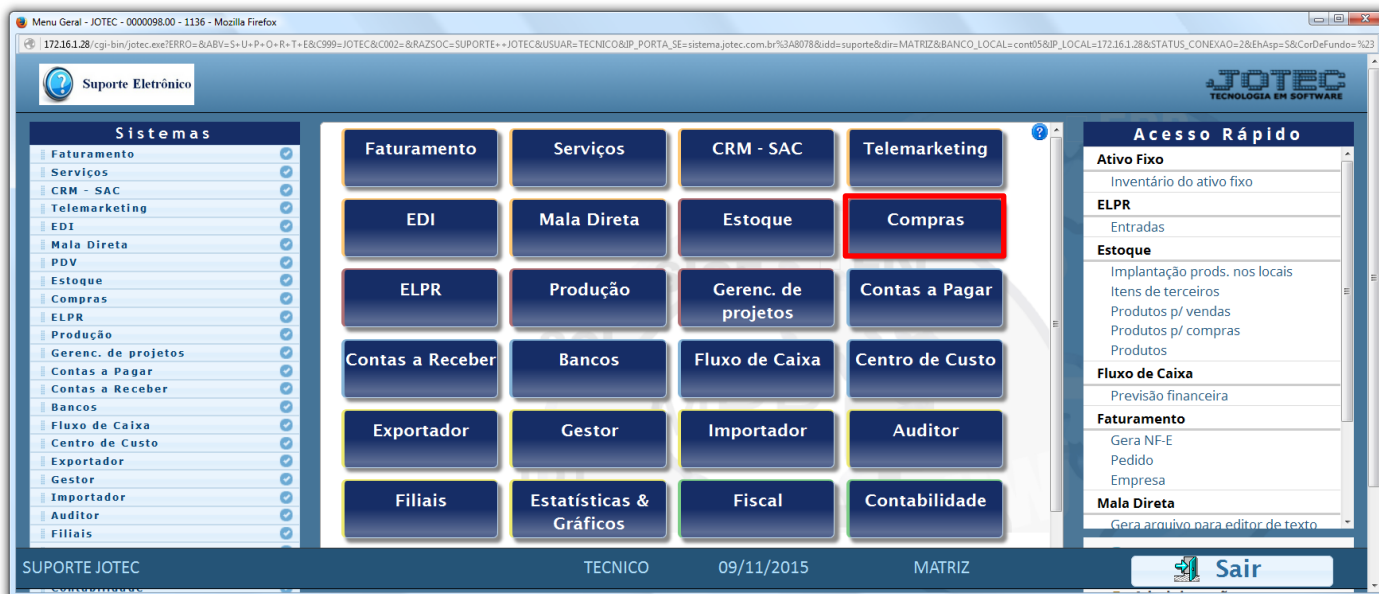 Menu Geral - JOTEC - 0000098.00 - 1136 - Mozilla Firefox
172.16.1.28/cgi-bin/jotec.exe?ERRO=&ABV=S+U+P+O+R+T+E&C999=JOTEC&C002=&RAZSOC=SUPORTE++JOTEC&USUAR=TECNICO&IP_PORTA_SE=sistema.jotec.com.br%3A8078&idd=suporte&dir=MATRIZ&BANCO_LOCAL=cont05&IP_LOCAL=172.16.1.28&STATUS_CONEXAO=2&EhAsp=S&CorDeFundo=%23
Suporte Eletrônico
JOTEC
TECNOLOGIA EM SOFTWARE
Sistemas
Faturamento
Serviços
CRM - SAC
Telemarketing
EDI
Mala Direta
PDV
Estoque
Compras
ELPR
Produção
Gerenc. de projetos
Contas a Pagar
Contas a Receber
Bancos
Fluxo de Caixa
Centro de Custo
Exportador
Gestor
Importador
Auditor
Filiais
Contabilidade
Faturamento
Serviços
CRM - SAC
Telemarketing
EDI
Mala Direta
Estoque
Compras
ELPR
Produção
Gerenc. de
projetos
Contas a Pagar
Contas a Receber
Bancos
Fluxo de Caixa
Centro de Custo
Exportador
Gestor
Importador
Auditor
Filiais
Estatísticas &
Gráficos
Fiscal
Contabilidade
Acesso Rápido
Ativo Fixo
Inventário do ativo fixo
ELPR
Entradas
Estoque
Implantação prods. nos locais
Itens de terceiros
Produtos p/ vendas
Produtos p/ compras
Produtos
Fluxo de Caixa
Previsão financeira
Faturamento
Gera NF-E
Pedido
Empresa
Mala Direta
Gera arquivo para editor de texto
SUPORTE JOTEC
TECNICO
09/11/2015
MATRIZ
Sair